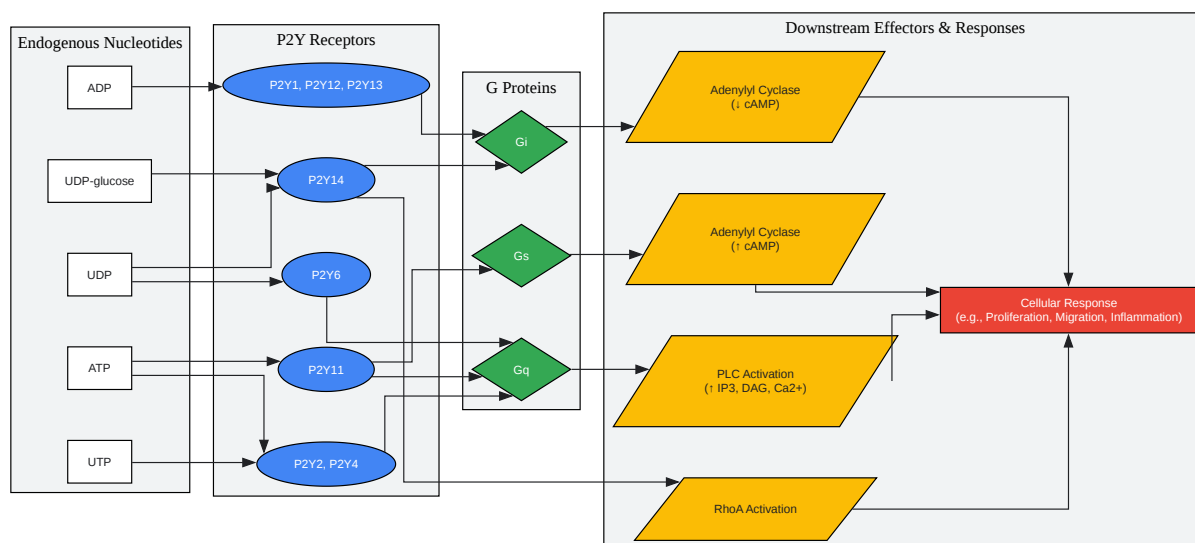 Endogenous Nucleotides
ADP
UDP-glucose
UDP
ATP
UTP
P2Y Receptors
P2Y1, P2Y12, P2Y13
P2Y14
P2Y6
P2Y11
P2Y2, P2Y4
G Proteins
Gi
Gs
Gq
Downstream Effectors & Responses
Adenylyl Cyclase
(↓ cAMP)
Adenylyl Cyclase
(↑ cAMP)
PLC Activation
(↑ IP3, DAG, Ca2+)
RhoA Activation
Cellular Response
(e.g., Proliferation, Migration, Inflammation)